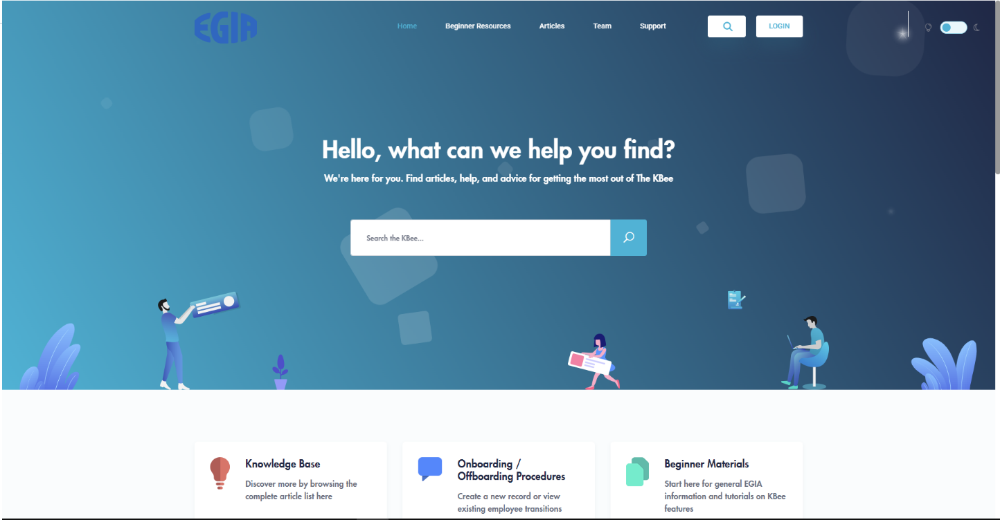 EGIA
Home
Beginner Resources
Articles
Team
Support
LOGIN
Hello, what can we help you find?
We're here for you. Find articles, help, and advice for getting the most out of The KBee
Search the KBee...
Knowledge Base
Discover more by browsing the
complete article list here
Onboarding /
Offboarding Procedures
Create a new record or view
existing employee transitions
Beginner Materials
Start here for general EGIA
information and tutorials on KBee
features